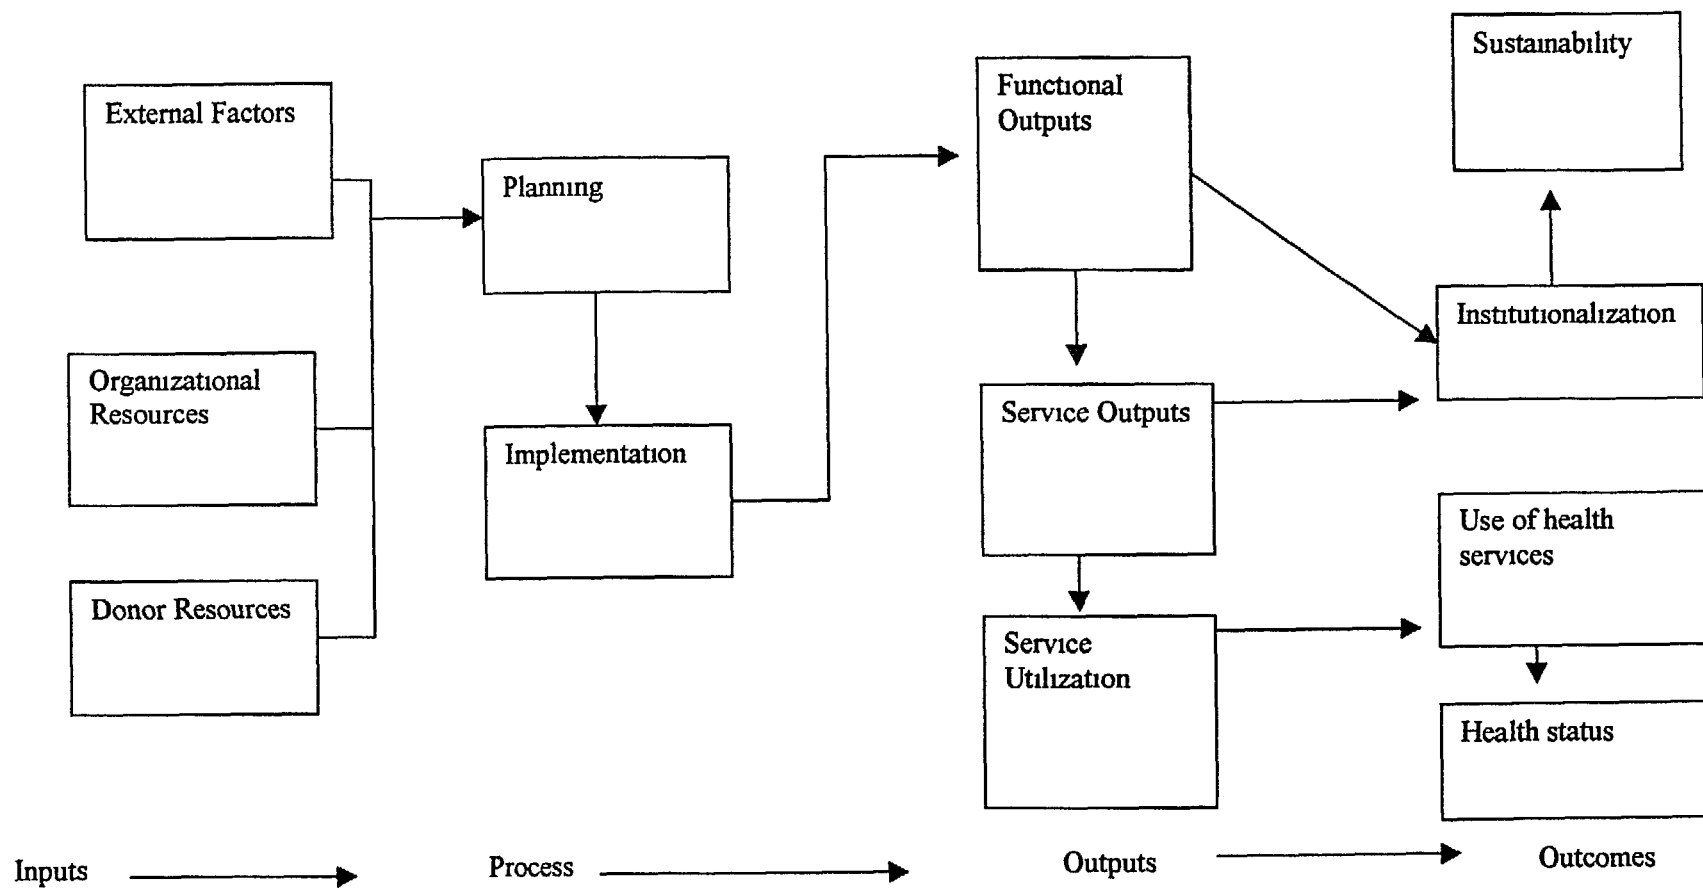 External Factors
Organizational
Resources
Donor Resources
Planning
Implementation
Functional
Outputs
Service Outputs
Service
Utilization
Sustainability
Institutionalization
Use of health
services
Health status
Inputs
Process
Outputs
Outcomes